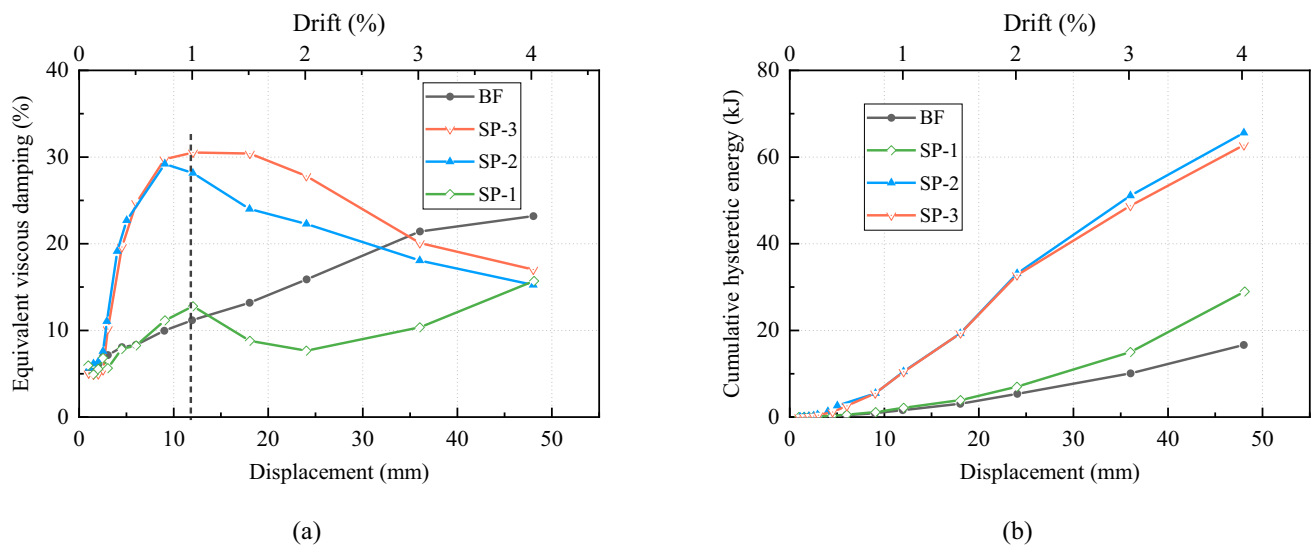 Drift (%)
0 1 2 3 4
40
30
20
10
0
Equivalent viscous damping (%)
BF
SP-3
SP-2
SP-1
0 10 20 30 40 50
Displacement (mm)
(a)
Drift (%)
0 1 2 3 4
80
60
40
20
0
Cumulative hysteretic energy (kJ)
BF
SP-1
SP-2
SP-3
0 10 20 30 40 50
Displacement (mm)
(b)